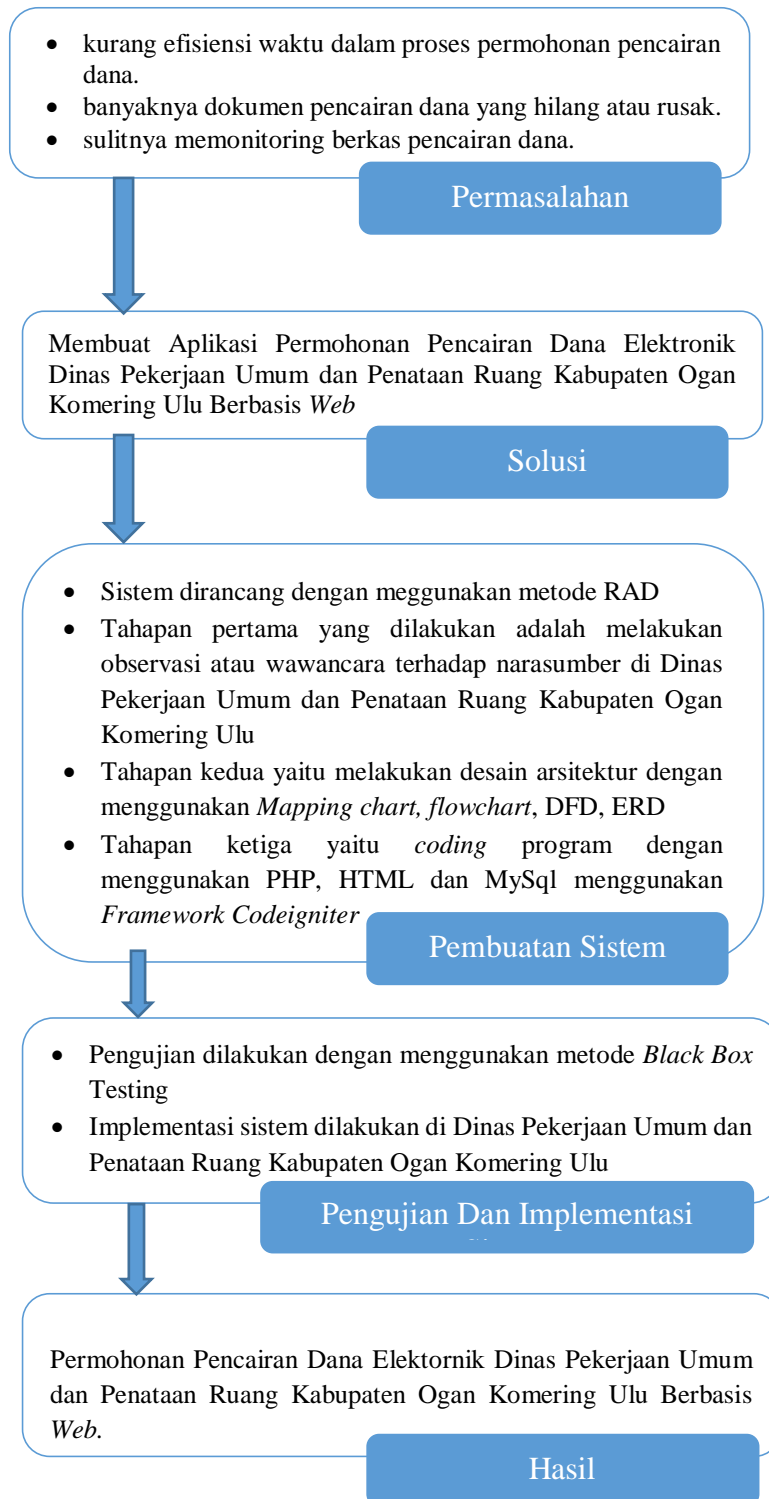 • kurang efisiensi waktu dalam proses permohonan pencairan
dana.
• banyaknya dokumen pencairan dana yang hilang atau rusak.
• sulitnya memonitoring berkas pencairan dana.
Permasalahan
Membuat Aplikasi Permohonan Pencairan Dana Elektronik
Dinas Pekerjaan Umum dan Penataan Ruang Kabupaten Ogan
Komering Ulu Berbasis Web
Solusi
• Sistem dirancang dengan meggunakan metode RAD
• Tahapan pertama yang dilakukan adalah melakukan
observasi atau wawancara terhadap narasumber di Dinas
Pekerjaan Umum dan Penataan Ruang Kabupaten Ogan
Komering Ulu
• Tahapan kedua yaitu melakukan desain arsitektur dengan
menggunakan Mapping chart, flowchart, DFD, ERD
• Tahapan ketiga yaitu coding program dengan
menggunakan PHP, HTML dan MySql menggunakan
Framework Codeigniter
Pembuatan Sistem
• Pengujian dilakukan dengan menggunakan metode Black Box
Testing
• Implementasi sistem dilakukan di Dinas Pekerjaan Umum dan
Penataan Ruang Kabupaten Ogan Komering Ulu
Pengujian Dan Implementasi
Permohonan Pencairan Dana Elektornik Dinas Pekerjaan Umum
dan Penataan Ruang Kabupaten Ogan Komering Ulu Berbasis
Web.
Hasil